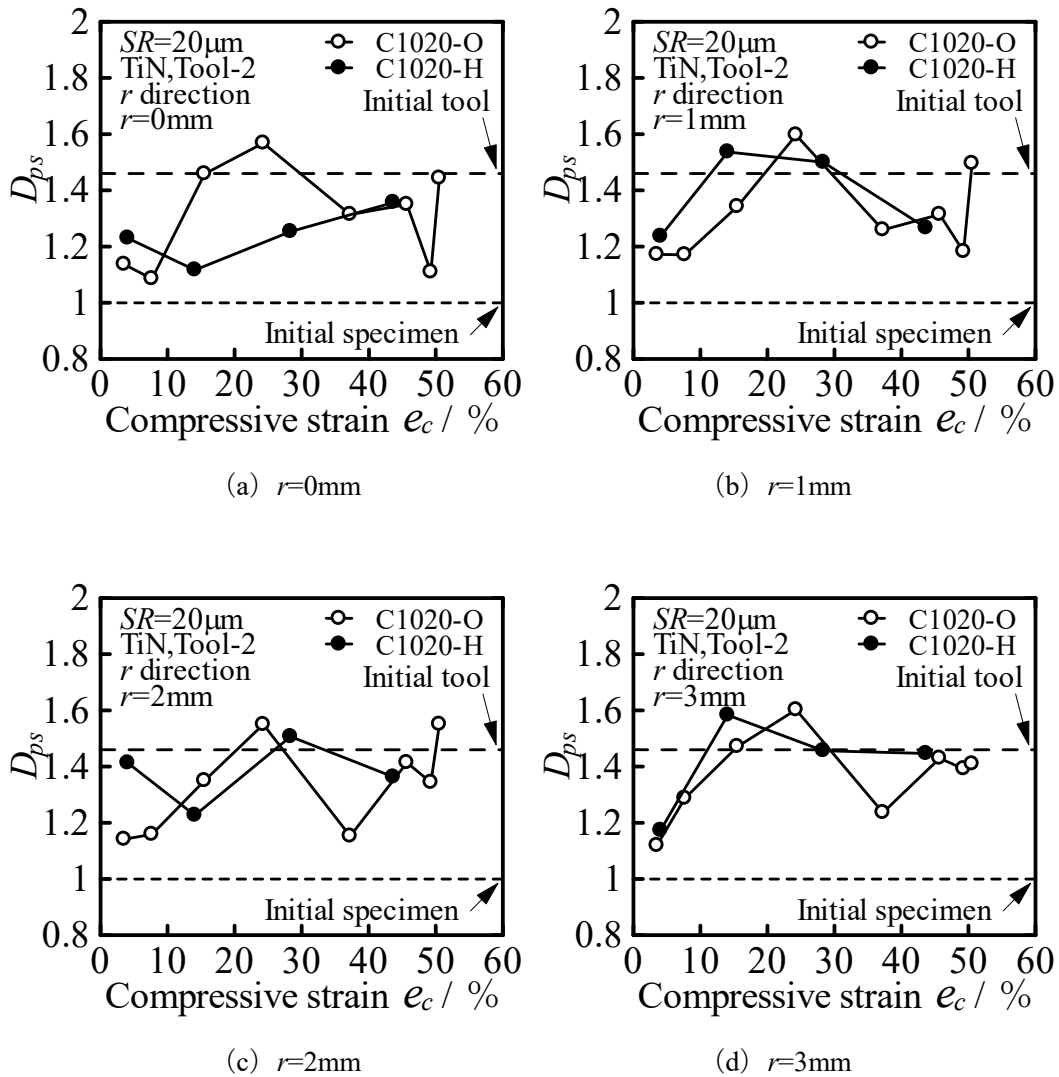 2
1.8
1.6
1.4
1.2
1
0.8
D_ps
SR=20μm
TiN,Tool-2
r direction
r=0mm
C1020-O
C1020-H
Initial tool
Initial specimen
0 10 20 30 40 50 60
Compressive strain e_c / %
(a) r=0mm
2
1.8
1.6
1.4
1.2
1
0.8
D_ps
SR=20μm
TiN,Tool-2
r direction
r=1mm
C1020-O
C1020-H
Initial tool
Initial specimen
0 10 20 30 40 50 60
Compressive strain e_c / %
(b) r=1mm
2
1.8
1.6
1.4
1.2
1
0.8
D_ps
SR=20μm
TiN,Tool-2
r direction
r=2mm
C1020-O
C1020-H
Initial tool
Initial specimen
0 10 20 30 40 50 60
Compressive strain e_c / %
(c) r=2mm
2
1.8
1.6
1.4
1.2
1
0.8
D_ps
SR=20μm
TiN,Tool-2
r direction
r=3mm
C1020-O
C1020-H
Initial tool
Initial specimen
0 10 20 30 40 50 60
Compressive strain e_c / %
(d) r=3mm